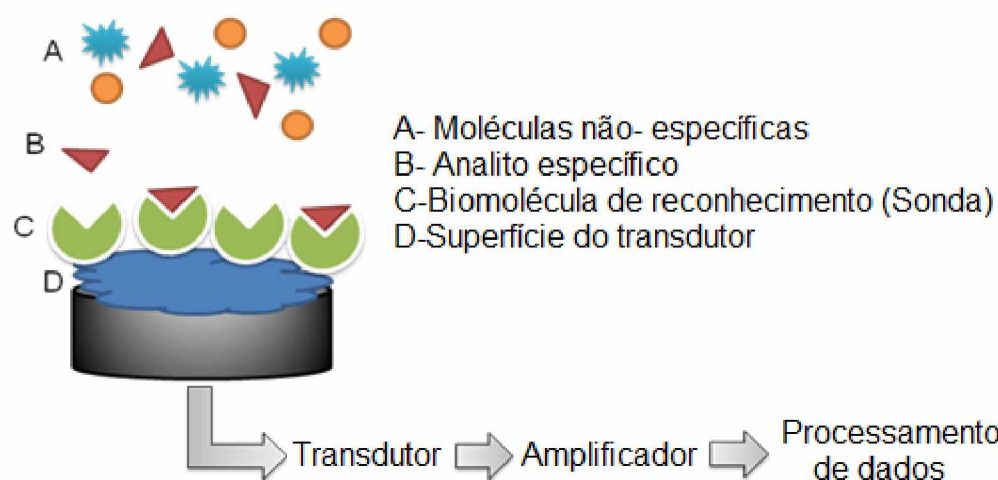 A
B
C
D
A- Moléculas não- específicas
B- Analito específico
C-Biomolécula de reconhecimento (Sonda)
D-Superfície do transdutor
Transdutor
Amplificador
Processamento
de dados